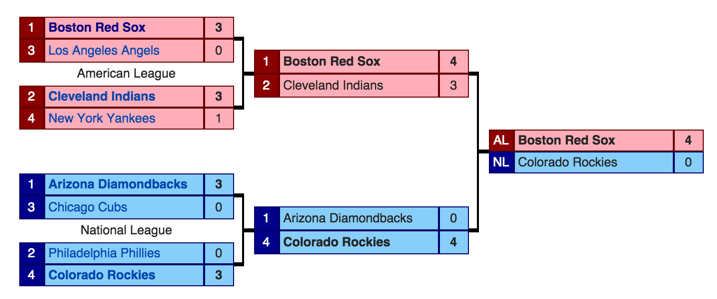 1 Boston Red Sox 3
3 Los Angeles Angels 0
American League
2 Cleveland Indians 3
4 New York Yankees 1
1 Boston Red Sox 4
2 Cleveland Indians 3
AL Boston Red Sox 4
NL Colorado Rockies 0
1 Arizona Diamondbacks 3
3 Chicago Cubs 0
National League
2 Philadelphia Phillies 0
4 Colorado Rockies 3
1 Arizona Diamondbacks 0
4 Colorado Rockies 4